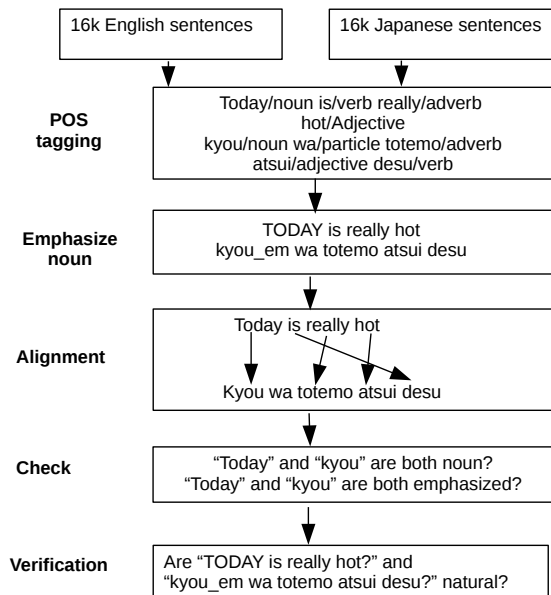 16k English sentences
16k Japanese sentences
POS
tagging
Today/noun is/verb really/adverb
hot/Adjective
kyou/noun wa/particle totemo/adverb
atsui/adjective desu/verb
Emphasize
noun
TODAY is really hot
kyou_em wa totemo atsui desu
Alignment
Today is really hot
Kyou wa totemo atsui desu
Check
“Today” and “kyou” are both noun?
“Today” and “kyou” are both emphasized?
Verification
Are “TODAY is really hot?” and
“kyou_em wa totemo atsui desu?” natural?